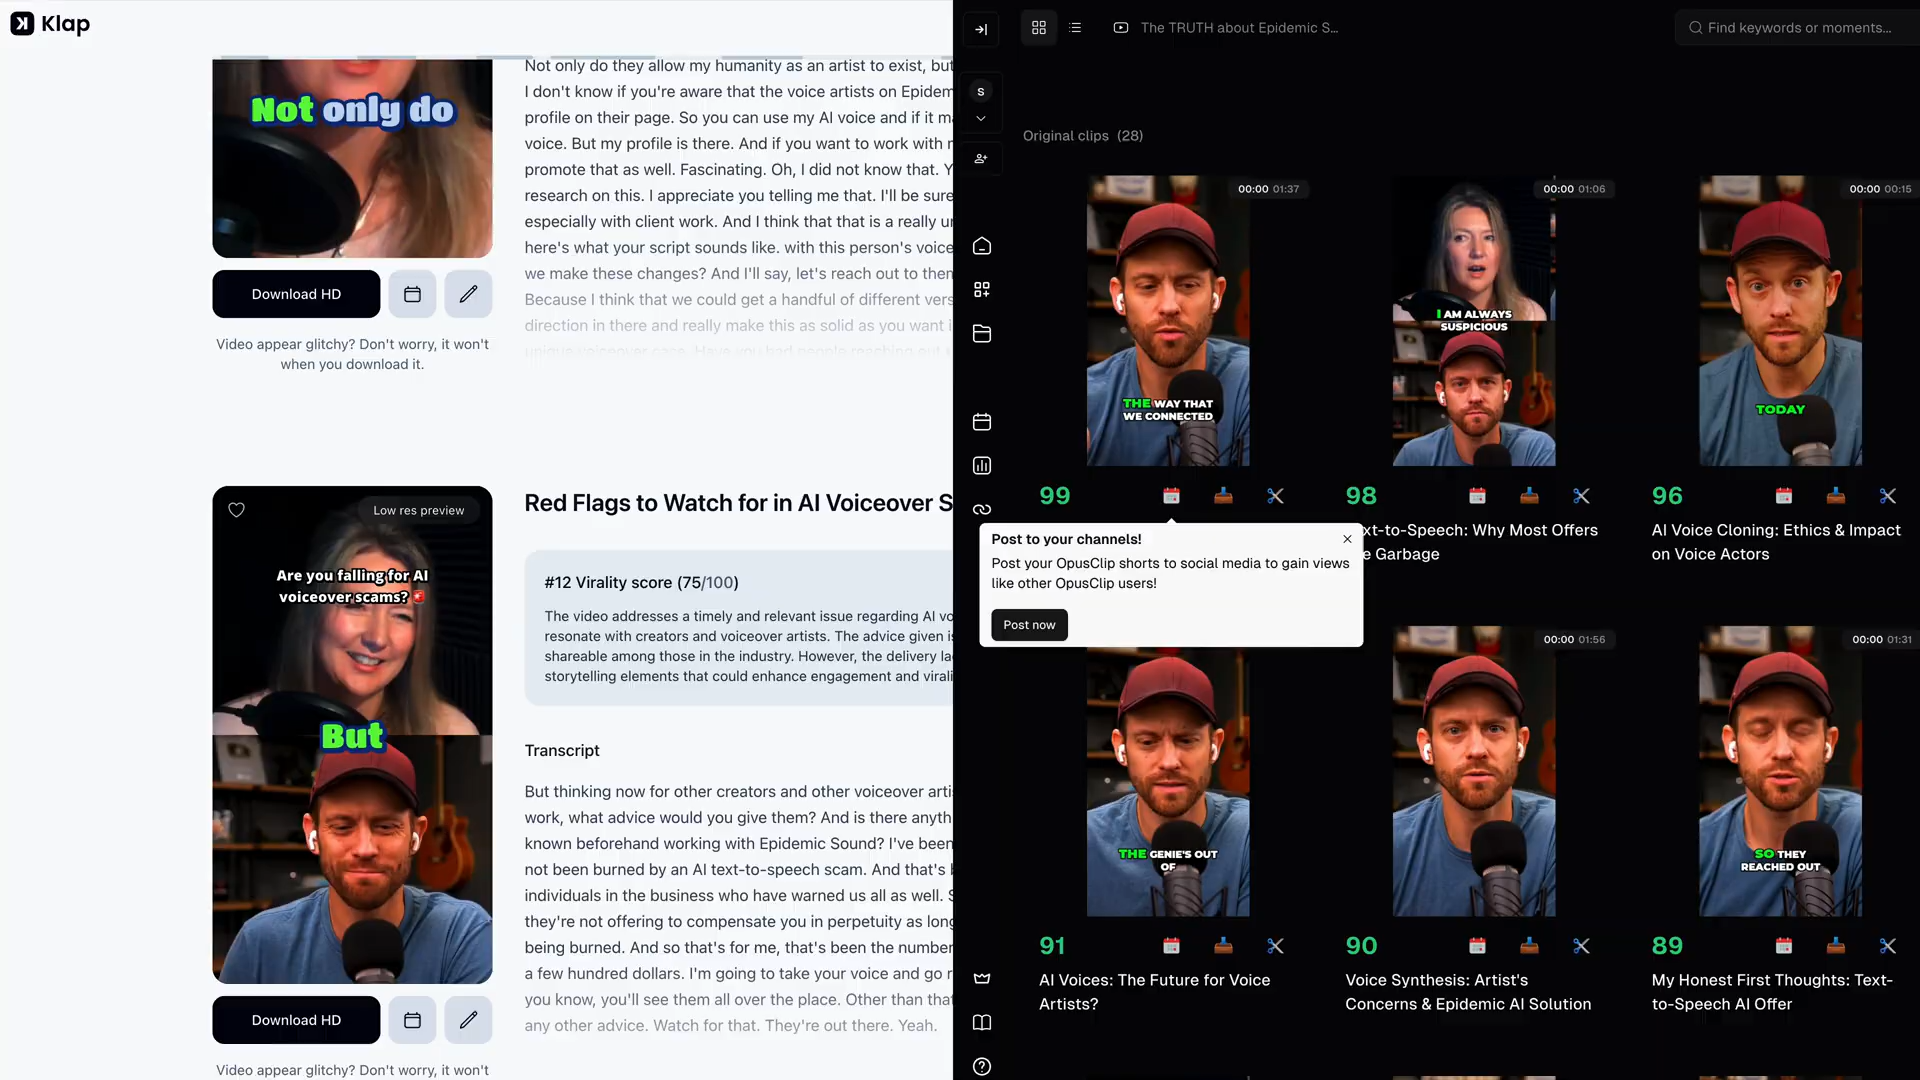 Klap
Not only do
Not only do they allow my humanity as an artist to exist, but
I don't know if you're aware that the voice artists on Epidem
profile on their page. So you can use my AI voice and if it ma
voice. But my profile is there. And if you want to work with
promote that as well. Fascinating. Oh, I did not know that. Y
research on this. I appreciate you telling me that. I'll be sure
especially with client work. And I think that that is a really un
here's what your script sounds like. with this person's voice
we make these changes? And I'll say, let's reach out to them
Because I think that we could get a handful of different vers
direction in there and really make this as solid as you want i
unique voiceover case. Have you had people reaching out
Download HD
Video appear glitchy? Don't worry, it won't
when you download it.
Low res preview
Are you falling for AI
voiceover scams? 🚨
But
Red Flags to Watch for in AI Voiceover S
#12 Virality score (75/100)
The video addresses a timely and relevant issue regarding AI vo
resonate with creators and voiceover artists. The advice given is
shareable among those in the industry. However, the delivery la
storytelling elements that could enhance engagement and virali
Transcript
But thinking now for other creators and other voiceover arti
work, what advice would you give them? And is there anyth
known beforehand working with Epidemic Sound? I've been
not been burned by an AI text-to-speech scam. And that's b
individuals in the business who have warned us all as well. S
they're not offering to compensate you in perpetuity as long
being burned. And so that's for me, that's been the number
a few hundred dollars. I'm going to take your voice and go r
you know, you'll see them all over the place. Other than that
any other advice. Watch for that. They're out there. Yeah.
Download HD
Video appear glitchy? Don't worry, it won't
The TRUTH about Epidemic S...
Find keywords or moments...
S
Original clips (28)
00:00 01:37
THE WAY THAT
WE CONNECTED
99
00:00 01:06
I AM ALWAYS
SUSPICIOUS
98
xt-to-Speech: Why Most Offers
e Garbage
00:00 00:15
TODAY
96
AI Voice Cloning: Ethics & Impact
on Voice Actors
Post to your channels!
Post your OpusClip shorts to social media to gain views
like other OpusClip users!
Post now
THE GENIE'S OUT
OF
91
AI Voices: The Future for Voice
Artists?
00:00 01:56
90
Voice Synthesis: Artist's
Concerns & Epidemic AI Solution
00:00 01:31
SO THEY
REACHED OUT
89
My Honest First Thoughts: Text-
to-Speech AI Offer